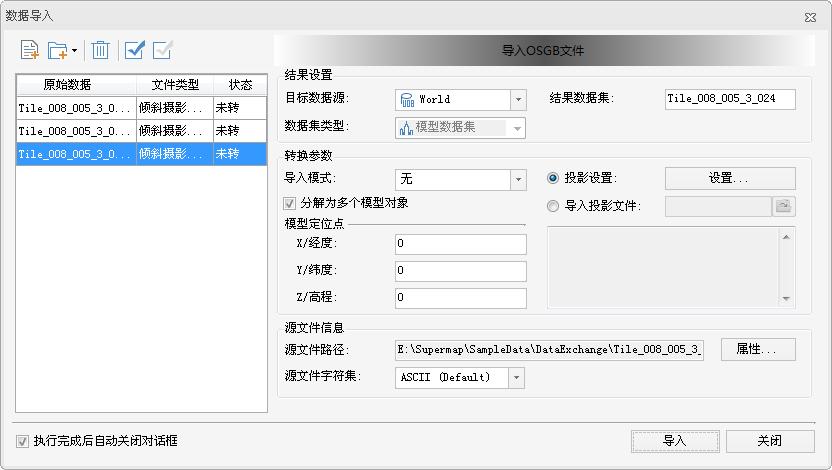 数据导入
导入OSGB文件
原始数据 文件类型 状态
Tile_008_005_3_0... 倾斜摄影... 未转
Tile_008_005_3_0... 倾斜摄影... 未转
Tile_008_005_3_0... 倾斜摄影... 未转
结果设置
目标数据源: World 结果数据集: Tile_008_005_3_024
数据集类型: 模型数据集
转换参数
导入模式: 无 投影设置: 设置...
分解为多个模型对象 导入投影文件:
模型定位点
X/经度: 0
Y/纬度: 0
Z/高程: 0
源文件信息
源文件路径: E:\Supermap\SampleData\DataExchange\Tile_008_005_3_ 属性...
源文件字符集: ASCII (Default)
执行完成后自动关闭对话框 导入 关闭